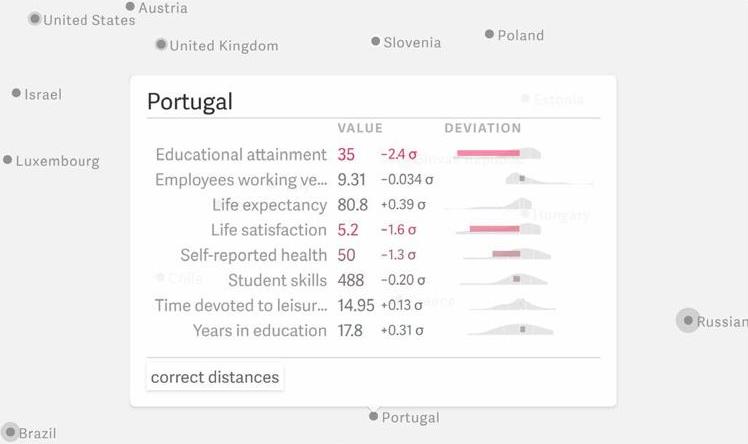 Austria
United States
United Kingdom
Slovenia
Poland
Israel
Luxembourg
Portugal
Estonia
VALUE DEVIATION
Educational attainment 35 −2.4 σ
Employees working ve... 9.31 −0.034 σ
Life expectancy 80.8 +0.39 σ
Hungary
Life satisfaction 5.2 −1.6 σ
Self-reported health 50 −1.3 σ
Chile
Student skills 488 −0.20 σ
Time devoted to leisur... 14.95 +0.13 σ
Russian
Years in education 17.8 +0.31 σ
correct distances
Portugal
Brazil